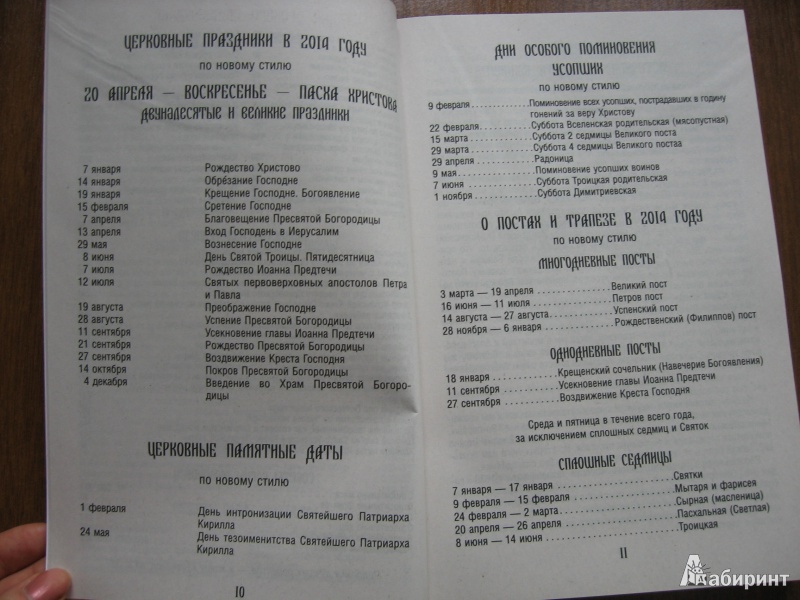 ЦЕРКОВНЫЕ ПРАЗДНИКИ В 2014 ГОДУ
по новому стилю
20 АПРЕЛЯ — ВОСКРЕСЕНЬЕ — ПАСХА ХРИСТОВА
ДВУНАДЕСЯТЫЕ И ВЕЛИКИЕ ПРАЗДНИКИ
7 января Рождество Христово
14 января Обре́зание Господне
19 января Крещение Господне. Богоявление
15 февраля Сретение Господне
7 апреля Благовещение Пресвятой Богородицы
13 апреля Вход Господень в Иерусалим
29 мая Вознесение Господне
8 июня День Святой Троицы. Пятидесятница
7 июля Рождество Иоанна Предтечи
12 июля Святых первоверховных апостолов Петра
и Павла
19 августа Преображение Господне
28 августа Успение Пресвятой Богородицы
11 сентября Усекновение главы Иоанна Предтечи
21 сентября Рождество Пресвятой Богородицы
27 сентября Воздвижение Креста Господня
14 октября Покров Пресвятой Богородицы
4 декабря Введение во Храм Пресвятой Богоро-
дицы
ЦЕРКОВНЫЕ ПАМЯТНЫЕ ДАТЫ
по новому стилю
1 февраля День интронизации Святейшего Патриарха
Кирилла
24 мая День тезоименитства Святейшего Патриарха
Кирилла
10
ДНИ ОСОБОГО ПОМИНОВЕНИЯ
УСОПШИХ
по новому стилю
9 февраля Поминовение всех усопших, пострадавших в годину
гонений за веру Христову
22 февраля Суббота Вселенская родительская (мясопустная)
15 марта Суббота 2 седмицы Великого поста
29 марта Суббота 4 седмицы Великого постаа
29 апреля Радоница
9 мая Поминовение усопших воинов
7 июня Суббота Троицкая родительская
1 ноября Суббота Димитриевская
О ПОСТАХ И ТРАПЕЗЕ В 2014 ГОДУ
по новому стилю
МНОГОДНЕВНЫЕ ПОСТЫ
3 марта — 19 апреля Великий пост
16 июня — 11 июля Петров пост
14 августа — 27 августа Успенский пост
28 ноября — 6 января Рождественский (Филиппов) пост
ОДНОДНЕВНЫЕ ПОСТЫ
18 января Крещенский сочельник (Навечерие Богоявления)
11 сентября Усекновение главы Иоанна Предтечи
27 сентября Воздвижение Креста Господня
Среда и пятница в течение всего года,
за исключением сплошных седмиц и Святок
СПЛОШНЫЕ СЕДМИЦЫ
7 января — 17 января Святки
9 февраля — 15 февраля Мытаря и фарисея
24 февраля — 2 марта Сырная (масленица)
20 апреля — 26 апреля Пасхальная (Светлая)
8 июня — 14 июня Троицкая
11
Лабиринт.ру